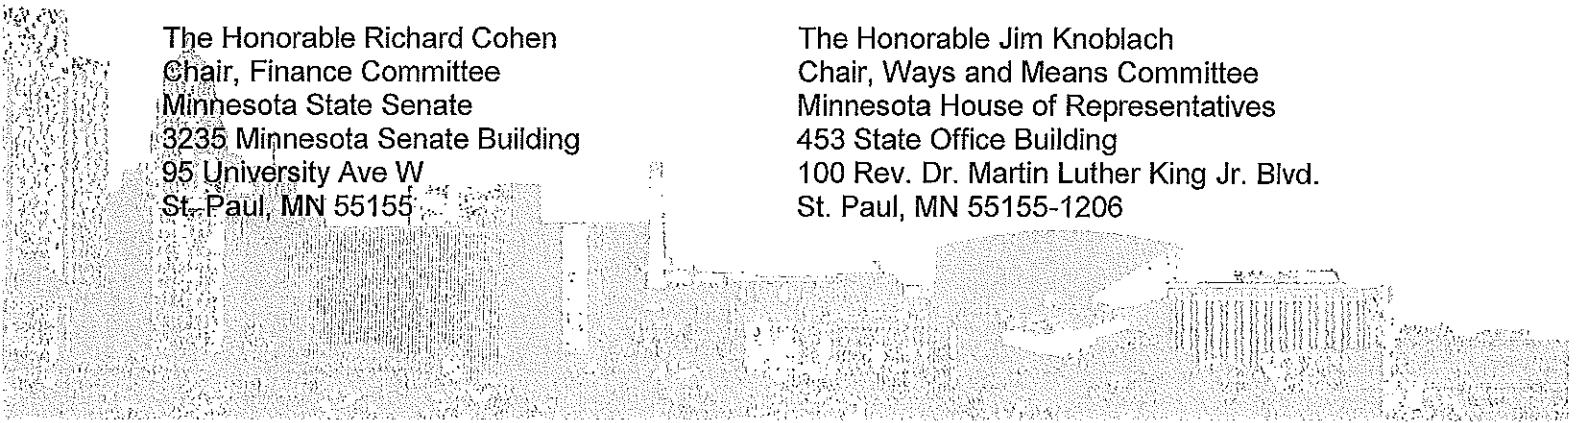 The Honorable Richard Cohen
Chair, Finance Committee
Minnesota State Senate
3235 Minnesota Senate Building
95 University Ave W
St. Paul, MN 55155
The Honorable Jim Knoblach
Chair, Ways and Means Committee
Minnesota House of Representatives
453 State Office Building
100 Rev. Dr. Martin Luther King Jr. Blvd.
St. Paul, MN 55155-1206